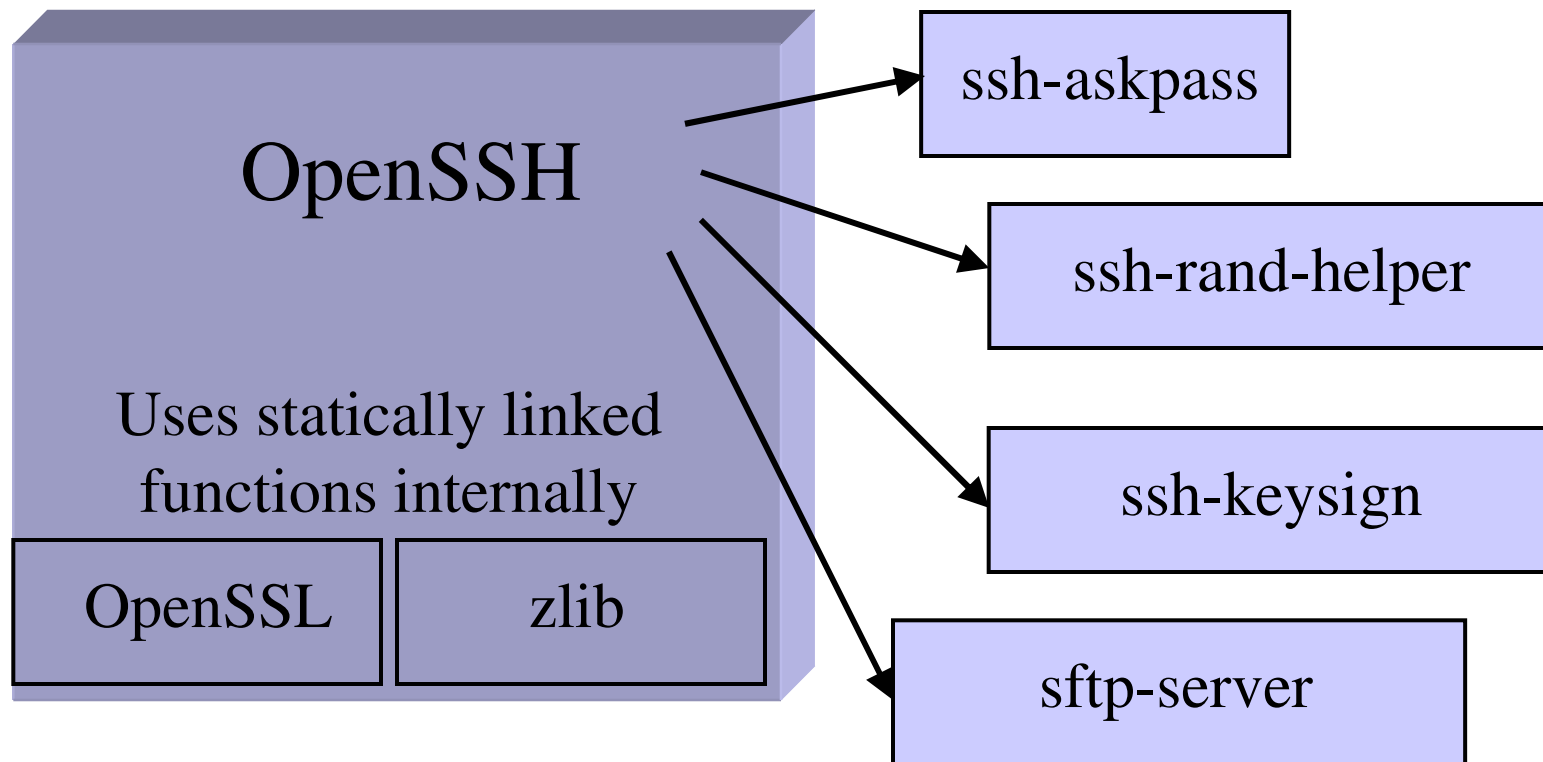 OpenSSH
Uses statically linked
functions internally
OpenSSL
zlib
ssh-askpass
ssh-rand-helper
ssh-keysign
sftp-server